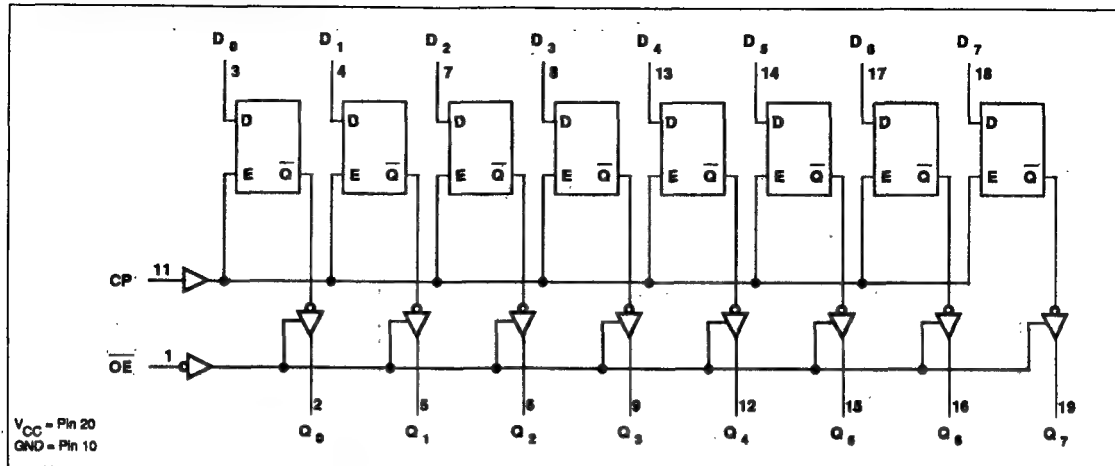 D0 D1 D2 D3 D4 D5 D6 D7
3 4 7 8 13 14 17 18
D D D D D D D D
E Q̅ E Q̅ E Q̅ E Q̅ E Q̅ E Q̅ E Q̅ E Q̅
CP 11
O̅E̅ 1
2 5 6 9 12 15 16 19
Q0 Q1 Q2 Q3 Q4 Q5 Q6 Q7
VCC = Pin 20
GND = Pin 10